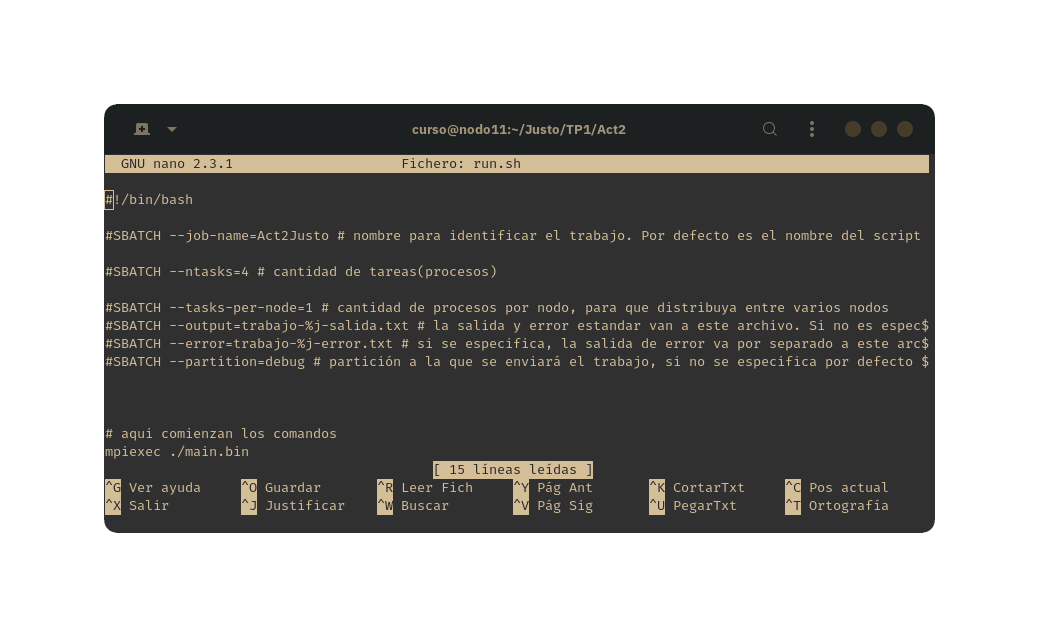 curso@nodo11:~/Justo/TP1/Act2
GNU nano 2.3.1 Fichero: run.sh
#!/bin/bash
#SBATCH --job-name=Act2Justo # nombre para identificar el trabajo. Por defecto es el nombre del script
#SBATCH --ntasks=4 # cantidad de tareas(procesos)
#SBATCH --tasks-per-node=1 # cantidad de procesos por nodo, para que distribuya entre varios nodos
#SBATCH --output=trabajo-%j-salida.txt # la salida y error estandar van a este archivo. Si no es espec$
#SBATCH --error=trabajo-%j-error.txt # si se especifica, la salida de error va por separado a este arc$
#SBATCH --partition=debug # partición a la que se enviará el trabajo, si no se especifica por defecto $
# aqui comienzan los comandos
mpiexec ./main.bin
[ 15 líneas leídas ]
^G Ver ayuda ^O Guardar ^R Leer Fich ^Y Pág Ant ^K CortarTxt ^C Pos actual
^X Salir ^J Justificar ^W Buscar ^V Pág Sig ^U PegarTxt ^T Ortografía